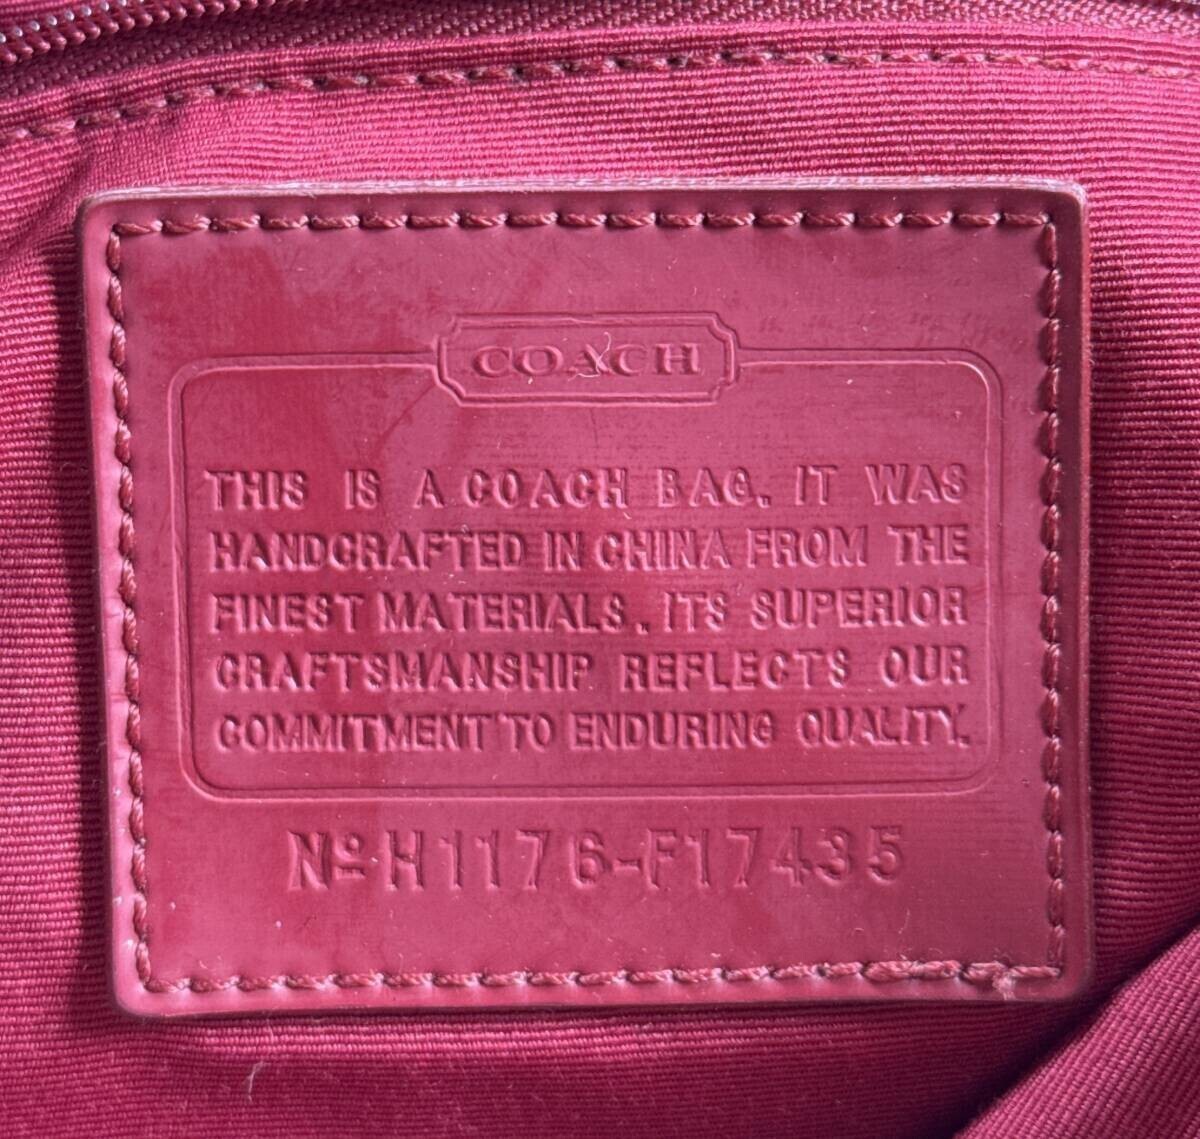 COACH
THIS IS A COACH BAG. IT WAS
HANDCRAFTED IN CHINA FROM THE
FINEST MATERIALS. ITS SUPERIOR
CRAFTSMANSHIP REFLECTS OUR
COMMITMENT TO ENDURING QUALITY.
Nº H1176-F17435